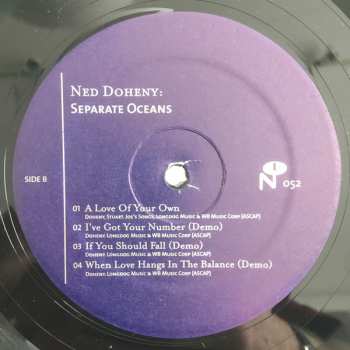 NED DOHENY:
SEPARATE OCEANS
SIDE B
N 052
01 A Love Of Your Own
DOHENY, STUART JOE'S SONGS/LONGDOG MUSIC & WB MUSIC CORP (ASCAP)
02 I've Got Your Number (Demo)
DOHENY: LONGDOG MUSIC & WB MUSIC CORP (ASCAP)
03 If You Should Fall (Demo)
DOHENY: LONGDOG MUSIC & WB MUSIC CORP (ASCAP)
04 When Love Hangs In The Balance (Demo)
DOHENY: LONGDOG MUSIC & WB MUSIC CORP (ASCAP)